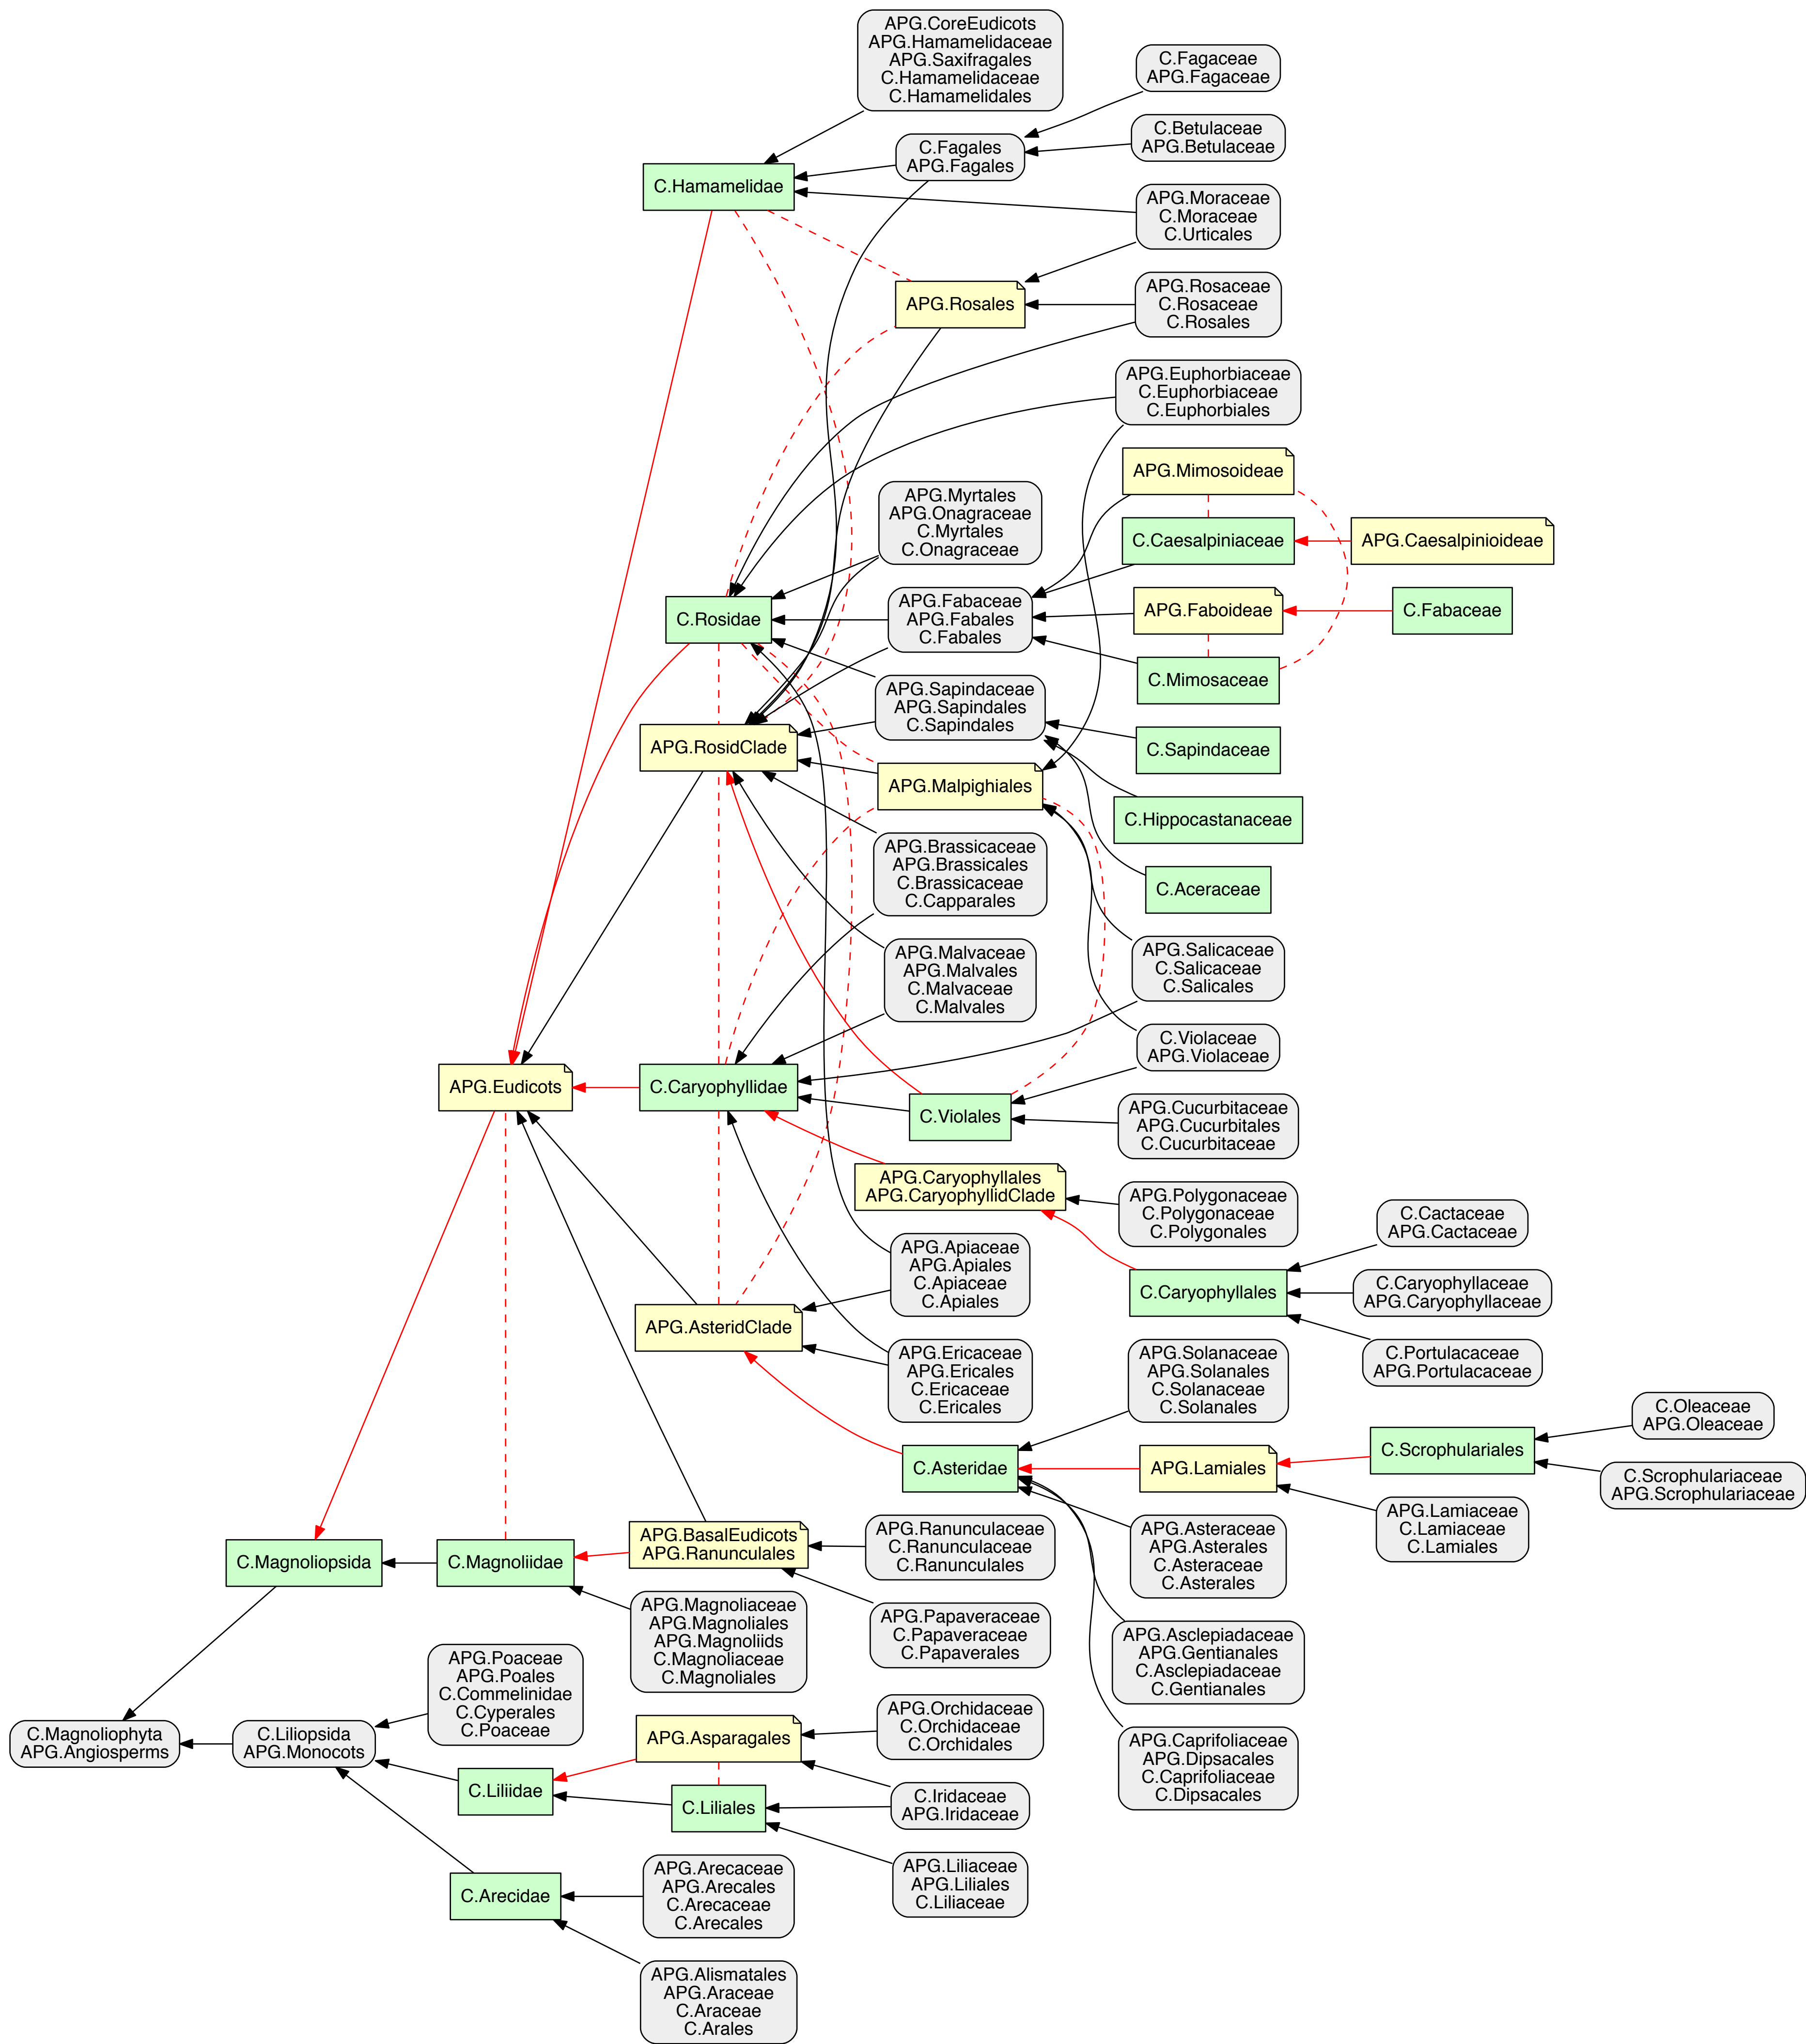 APG.CoreEudicots
APG.Hamamelidaceae
APG.Saxifragales
C.Hamamelidaceae
C.Hamamelidales
C.Fagaceae
APG.Fagaceae
C.Betulaceae
APG.Betulaceae
C.Fagales
APG.Fagales
C.Hamamelidae
APG.Moraceae
C.Moraceae
C.Urticales
APG.Rosales
APG.Rosaceae
C.Rosaceae
C.Rosales
APG.Euphorbiaceae
C.Euphorbiaceae
C.Euphorbiales
APG.Mimosoideae
APG.Myrtales
APG.Onagraceae
C.Myrtales
C.Onagraceae
C.Caesalpiniaceae
APG.Caesalpinioideae
C.Rosidae
APG.Fabaceae
APG.Fabales
C.Fabales
APG.Faboideae
C.Fabaceae
C.Mimosaceae
APG.Sapindaceae
APG.Sapindales
C.Sapindales
APG.RosidClade
C.Sapindaceae
APG.Malpighiales
C.Hippocastanaceae
APG.Brassicaceae
APG.Brassicales
C.Brassicaceae
C.Capparales
C.Aceraceae
APG.Malvaceae
APG.Malvales
C.Malvaceae
C.Malvales
APG.Salicaceae
C.Salicaceae
C.Salicales
C.Violaceae
APG.Violaceae
APG.Eudicots
C.Caryophyllidae
C.Violales
APG.Cucurbitaceae
APG.Cucurbitales
C.Cucurbitaceae
APG.Caryophyllales
APG.CaryophyllidClade
APG.Polygonaceae
C.Polygonaceae
C.Polygonales
C.Cactaceae
APG.Cactaceae
APG.Apiaceae
APG.Apiales
C.Apiaceae
C.Apiales
C.Caryophyllales
C.Caryophyllaceae
APG.Caryophyllaceae
APG.AsteridClade
C.Portulacaceae
APG.Portulacaceae
APG.Ericaceae
APG.Ericales
C.Ericaceae
C.Ericales
APG.Solanaceae
APG.Solanales
C.Solanaceae
C.Solanales
C.Oleaceae
APG.Oleaceae
C.Asteridae
APG.Lamiales
C.Scrophulariales
C.Scrophulariaceae
APG.Scrophulariaceae
APG.Lamiaceae
C.Lamiaceae
C.Lamiales
C.Magnoliopsida
C.Magnoliidae
APG.BasalEudicots
APG.Ranunculales
APG.Ranunculaceae
C.Ranunculaceae
C.Ranunculales
APG.Asteraceae
APG.Asterales
C.Asteraceae
C.Asterales
APG.Magnoliaceae
APG.Magnoliales
APG.Magnoliids
C.Magnoliaceae
C.Magnoliales
APG.Papaveraceae
C.Papaveraceae
C.Papaverales
APG.Asclepiadaceae
APG.Gentianales
C.Asclepiadaceae
C.Gentianales
APG.Poaceae
APG.Poales
C.Commelinidae
C.Cyperales
C.Poaceae
C.Magnoliophyta
APG.Angiosperms
C.Liliopsida
APG.Monocots
APG.Asparagales
APG.Orchidaceae
C.Orchidaceae
C.Orchidales
APG.Caprifoliaceae
APG.Dipsacales
C.Caprifoliaceae
C.Dipsacales
C.Liliidae
C.Liliales
C.Iridaceae
APG.Iridaceae
APG.Liliaceae
APG.Liliales
C.Liliaceae
C.Arecidae
APG.Arecaceae
APG.Arecales
C.Arecaceae
C.Arecales
APG.Alismatales
APG.Araceae
C.Araceae
C.Arales